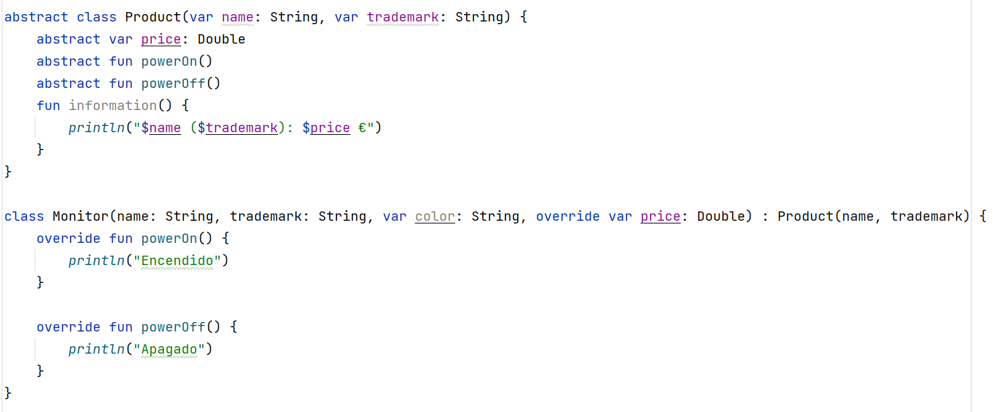 abstract class Product(var name: String, var trademark: String) {
    abstract var price: Double
    abstract fun powerOn()
    abstract fun powerOff()
    fun information() {
        println("$name ($trademark): $price €")
    }
}

class Monitor(name: String, trademark: String, var color: String, override var price: Double) : Product(name, trademark) {
    override fun powerOn() {
        println("Encendido")
    }

    override fun powerOff() {
        println("Apagado")
    }
}